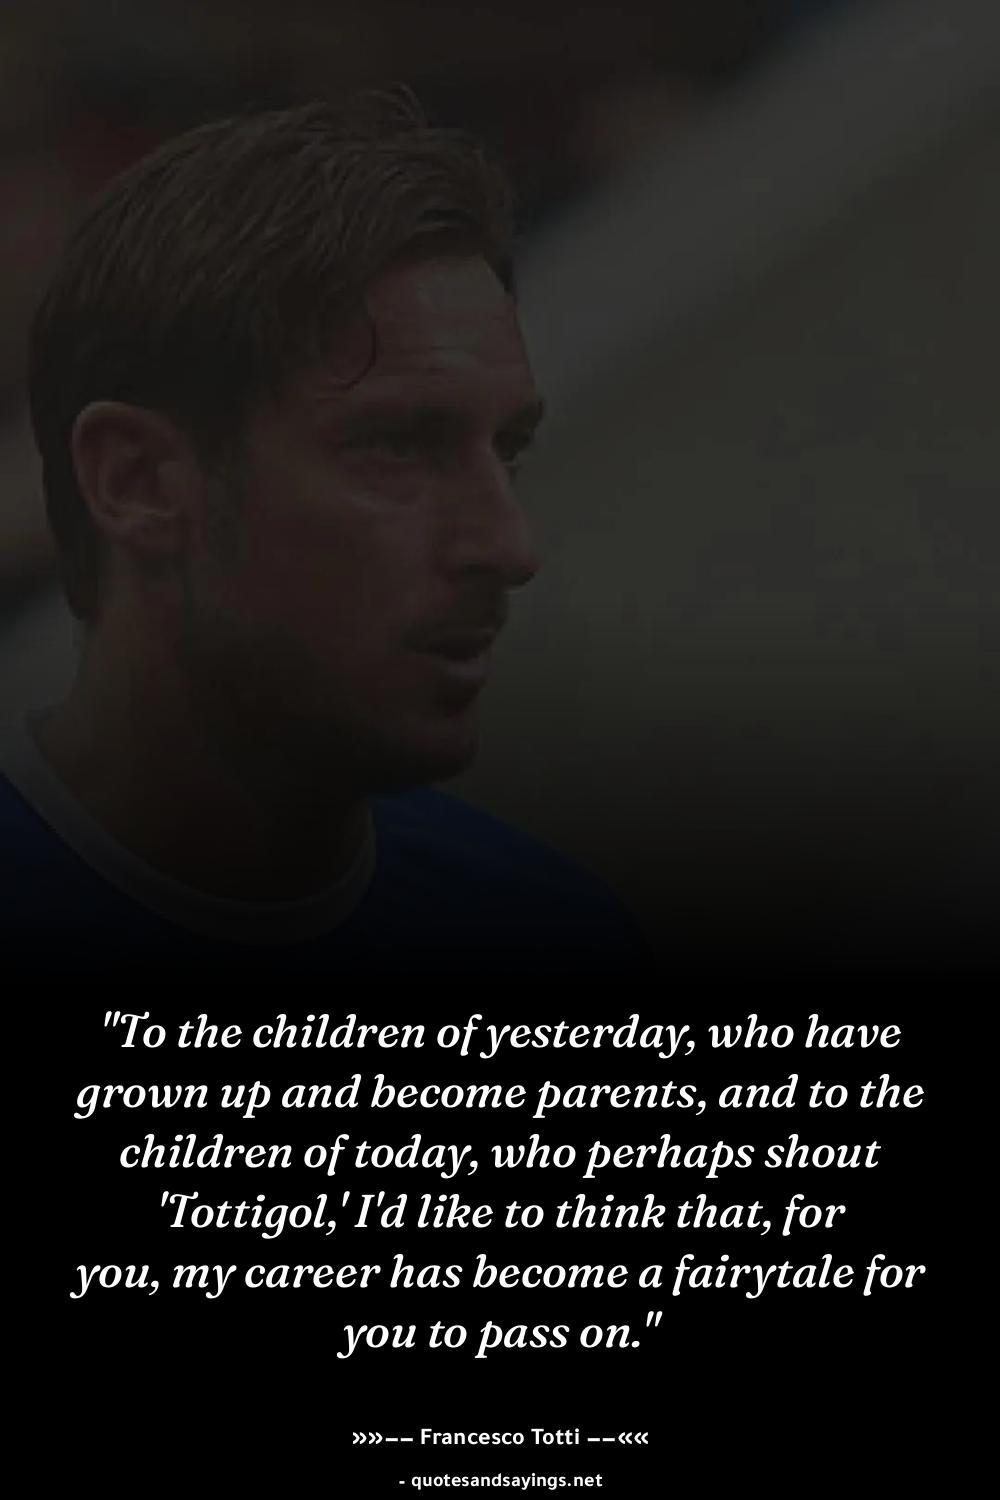 "To the children of yesterday, who have
grown up and become parents, and to the
children of today, who perhaps shout
'Tottigol,' I'd like to think that, for
you, my career has become a fairytale for
you to pass on."
»»–– Francesco Totti ––««
- quotesandsayings.net